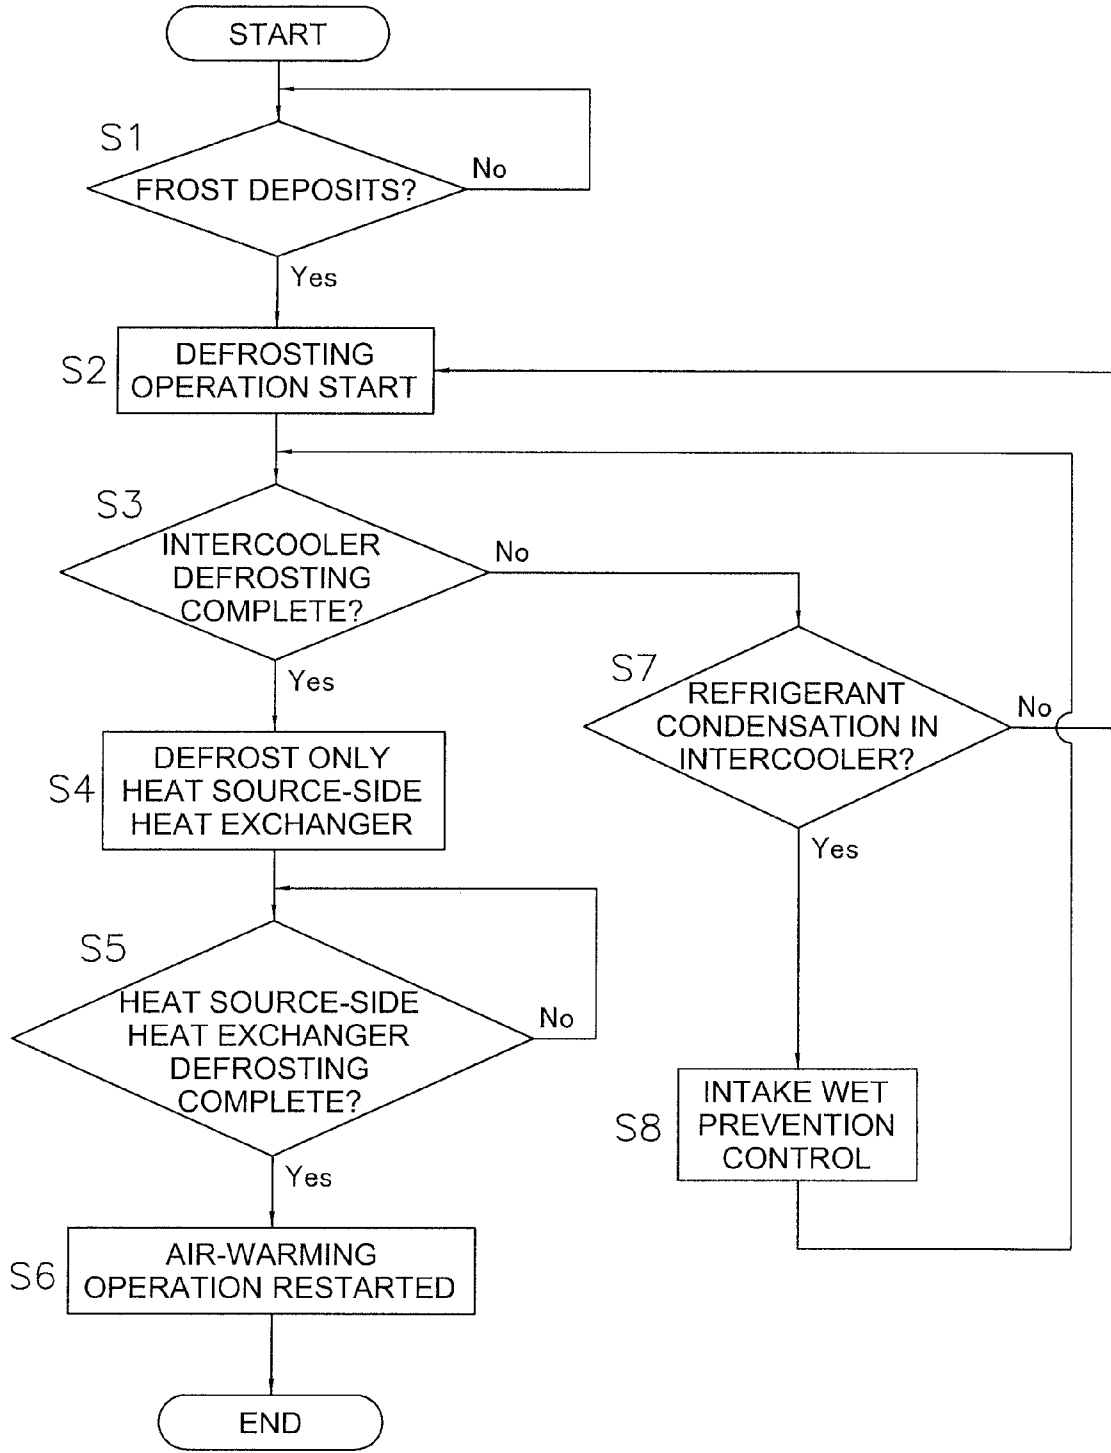 START
S1
FROST DEPOSITS?
No
Yes
S2
DEFROSTING
OPERATION START
S3
INTERCOOLER
DEFROSTING
COMPLETE?
No
Yes
S7
REFRIGERANT
CONDENSATION IN
INTERCOOLER?
No
Yes
S4
DEFROST ONLY
HEAT SOURCE-SIDE
HEAT EXCHANGER
S5
HEAT SOURCE-SIDE
HEAT EXCHANGER
DEFROSTING
COMPLETE?
No
Yes
S8
INTAKE WET
PREVENTION
CONTROL
S6
AIR-WARMING
OPERATION RESTARTED
END